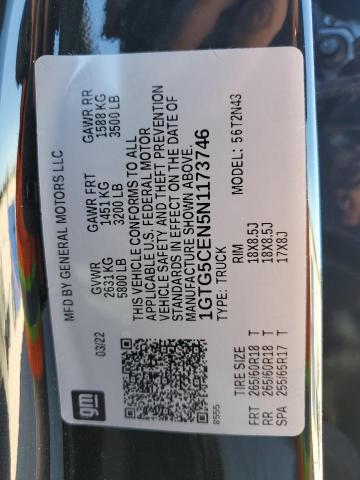 gm
MFD BY GENERAL MOTORS LLC
03/22
GVWR GAWR FRT GAWR RR
2631 KG 1451 KG 1588 KG
5800 LB 3200 LB 3500 LB
THIS VEHICLE CONFORMS TO ALL
APPLICABLE U.S. FEDERAL MOTOR
VEHICLE SAFETY AND THEFT PREVENTION
STANDARDS IN EFFECT ON THE DATE OF
MANUFACTURE SHOWN ABOVE.
1GTG5CEN5N1173746
TYPE: TRUCK MODEL: 56T2N43
85555
TIRE SIZE RIM
FRT 265/60R18 T 18X8.5J
RR 265/60R18 T 18X8.5J
SPA 255/65R17 T 17X8J